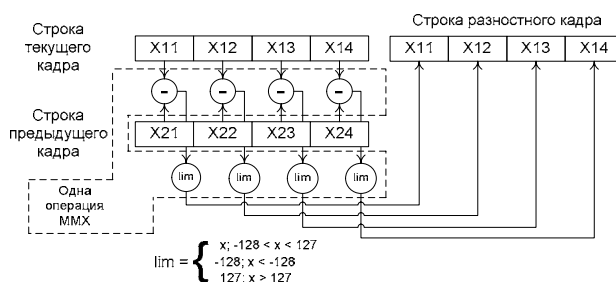 Строка текущего кадра
X11 X12 X13 X14
Строка разностного кадра
X11 X12 X13 X14
- - - -
Строка предыдущего кадра
X21 X22 X23 X24
lim lim lim lim
Одна операция MMX
lim = {
x; -128 < x < 127
-128; x < -128
127; x > 127